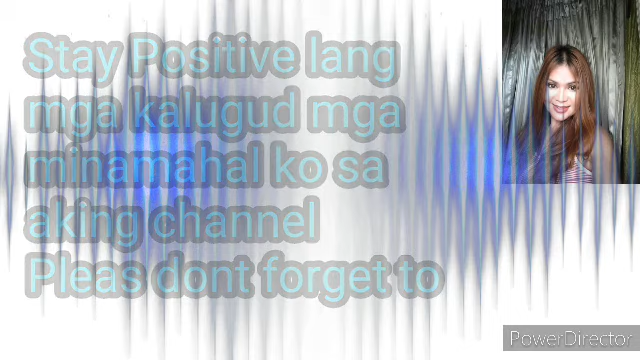 Stay Positive lang
mga kalugud mga
minamahal ko sa
aking channel
Pleas dont forget to
PowerDirector